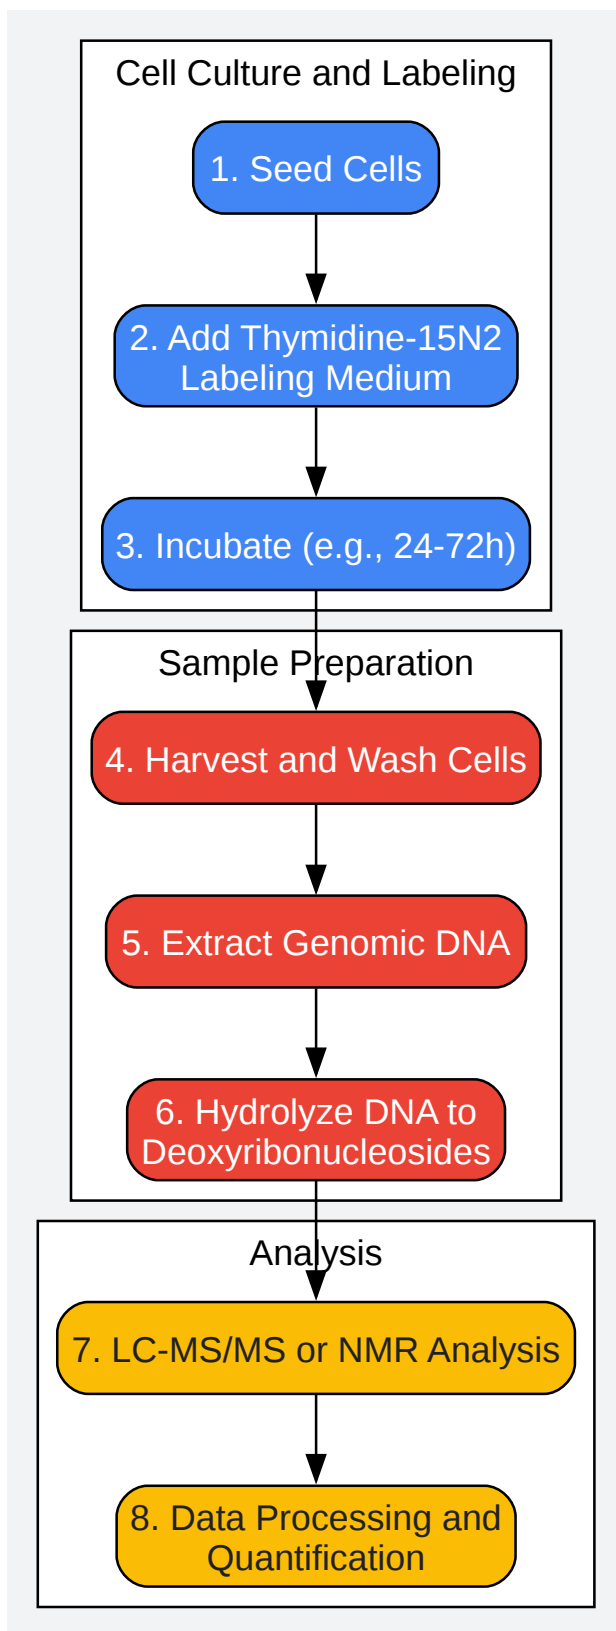 Cell Culture and Labeling
1. Seed Cells
2. Add Thymidine-15N2
Labeling Medium
3. Incubate (e.g., 24-72h)
Sample Preparation
4. Harvest and Wash Cells
5. Extract Genomic DNA
6. Hydrolyze DNA to
Deoxyribonucleosides
Analysis
7. LC-MS/MS or NMR Analysis
8. Data Processing and
Quantification